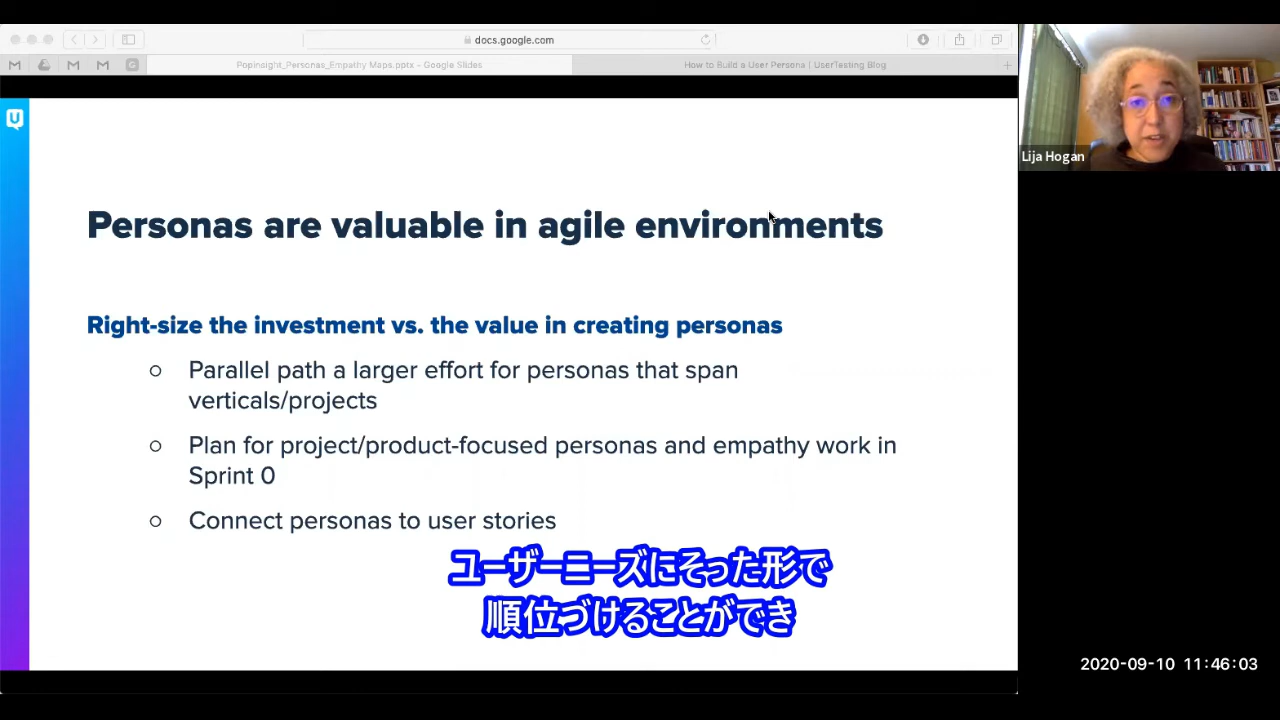 docs.google.com
PopInsight_Personas_Empathy Maps.pptx – Google Slides
How to Build a User Persona | UserTesting Blog
Lija Hogan
Personas are valuable in agile environments
Right-size the investment vs. the value in creating personas
Parallel path a larger effort for personas that span
verticals/projects
Plan for project/product-focused personas and empathy work in
Sprint 0
Connect personas to user stories
ユーザーニーズにそった形で
順位づけることができ
2020-09-10 11:46:03